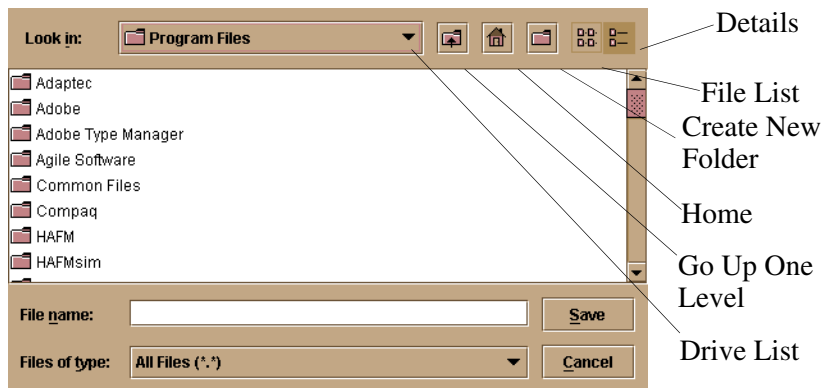 Look in:
Program Files
Details
Adaptec
Adobe
Adobe Type Manager
Agile Software
Common Files
Compaq
HAFM
HAFMsim
File List
Create New
Folder
Home
Go Up One
Level
Drive List
File name:
Save
Files of type:
All Files (*.*)
Cancel